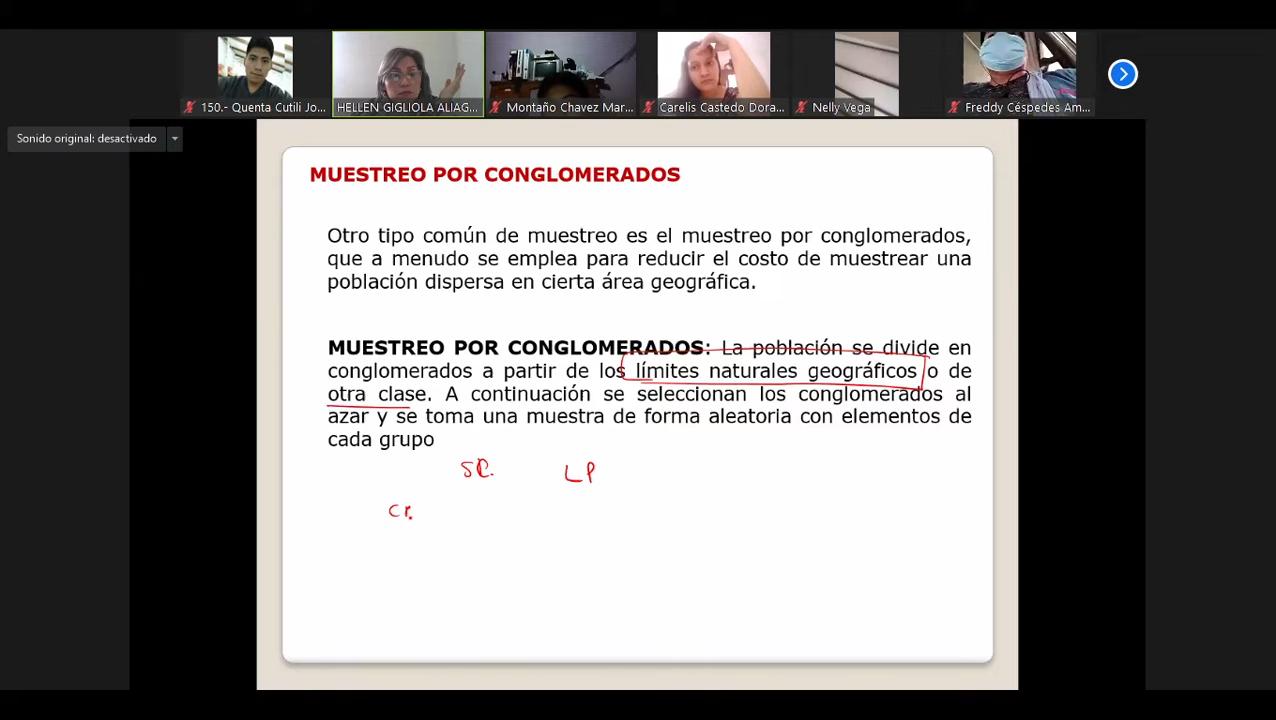 150.- Quenta Cutili Jo...
HELLEN GIGLIOLA ALIAG...
Montaño Chavez Mar...
Carelis Castedo Dora...
Nelly Vega
Freddy Céspedes Am...
Sonido original: desactivado
MUESTREO POR CONGLOMERADOS
Otro tipo común de muestreo es el muestreo por conglomerados,
que a menudo se emplea para reducir el costo de muestrear una
población dispersa en cierta área geográfica.
MUESTREO POR CONGLOMERADOS: La población se divide en
conglomerados a partir de los límites naturales geográficos o de
otra clase. A continuación se seleccionan los conglomerados al
azar y se toma una muestra de forma aleatoria con elementos de
cada grupo
LP